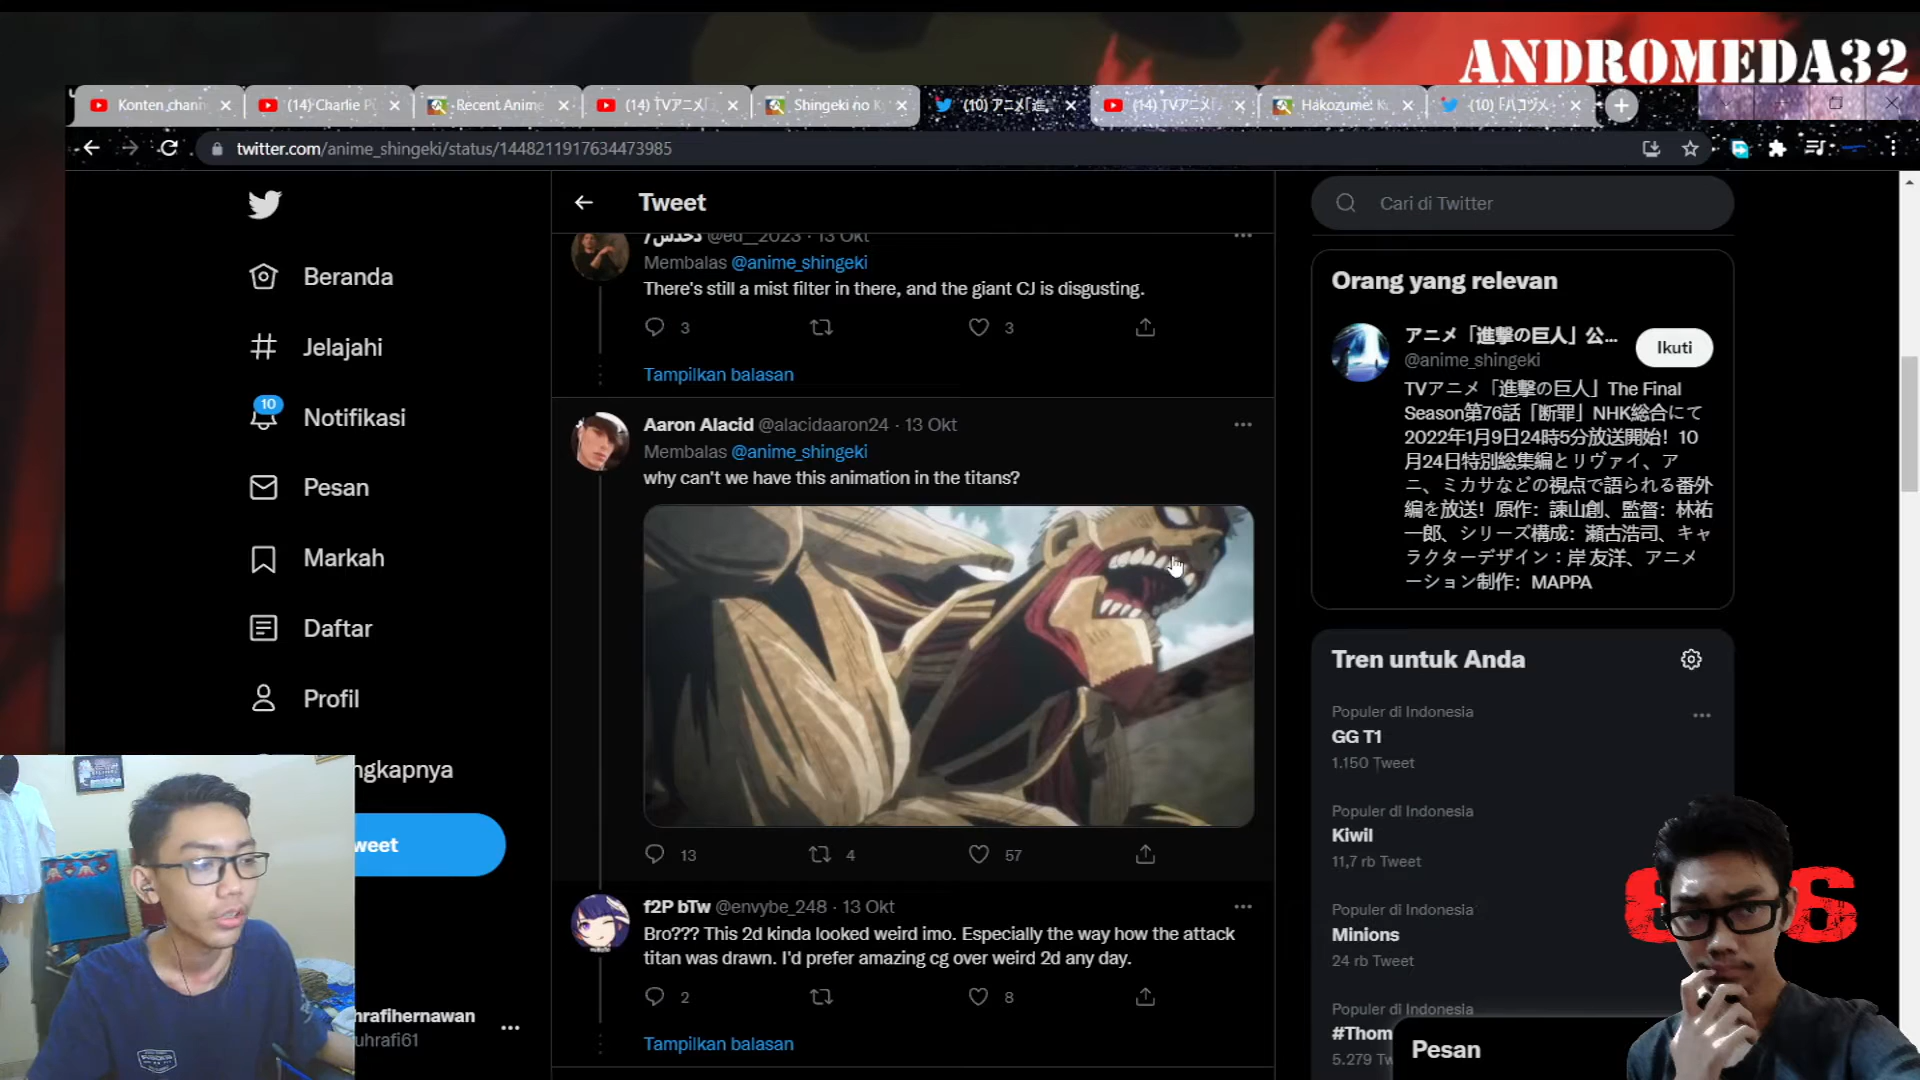 ANDROMEDA32
Konten chann
(14) Charlie P
Recent Anime
(14) TVアニメ
Shingeki no K
(10) アニメ「進
(14) TVアニメ
Hakozume: K
(10) 「ハコヅメ
twitter.com/anime_shingeki/status/1448211917634473985
Tweet
Cari di Twitter
Beranda
Jelajahi
10
Notifikasi
Pesan
Markah
Daftar
Profil
ngkapnya
weet
hrafihernawan
uhrafi61
@ed__2023 · 13 Okt
Membalas @anime_shingeki
There's still a mist filter in there, and the giant CJ is disgusting.
3 3
Tampilkan balasan
Aaron Alacid @alacidaaron24 · 13 Okt
Membalas @anime_shingeki
why can't we have this animation in the titans?
13 4 57
f2P bTw @envybe_248 · 13 Okt
Bro??? This 2d kinda looked weird imo. Especially the way how the attack
titan was drawn. I'd prefer amazing cg over weird 2d any day.
2 8
Tampilkan balasan
Orang yang relevan
アニメ「進撃の巨人」公...
@anime_shingeki
Ikuti
TVアニメ「進撃の巨人」The Final
Season第76話「断罪」NHK総合にて
2022年1月9日24時5分放送開始！10
月24日特別総集編とリヴァイ、ア
ニ、ミカサなどの視点で語られる番外
編を放送！原作：諫山創、監督：林祐
一郎、シリーズ構成：瀬古浩司、キャ
ラクターデザイン：岸友洋、アニメ
ーション制作：MAPPA
Tren untuk Anda
Populer di Indonesia
GG T1
1.150 Tweet
Populer di Indonesia
Kiwil
11,7 rb Tweet
Populer di Indonesia
Minions
24 rb Tweet
Populer di Indonesia
#Thom
5.279 Tw
Pesan